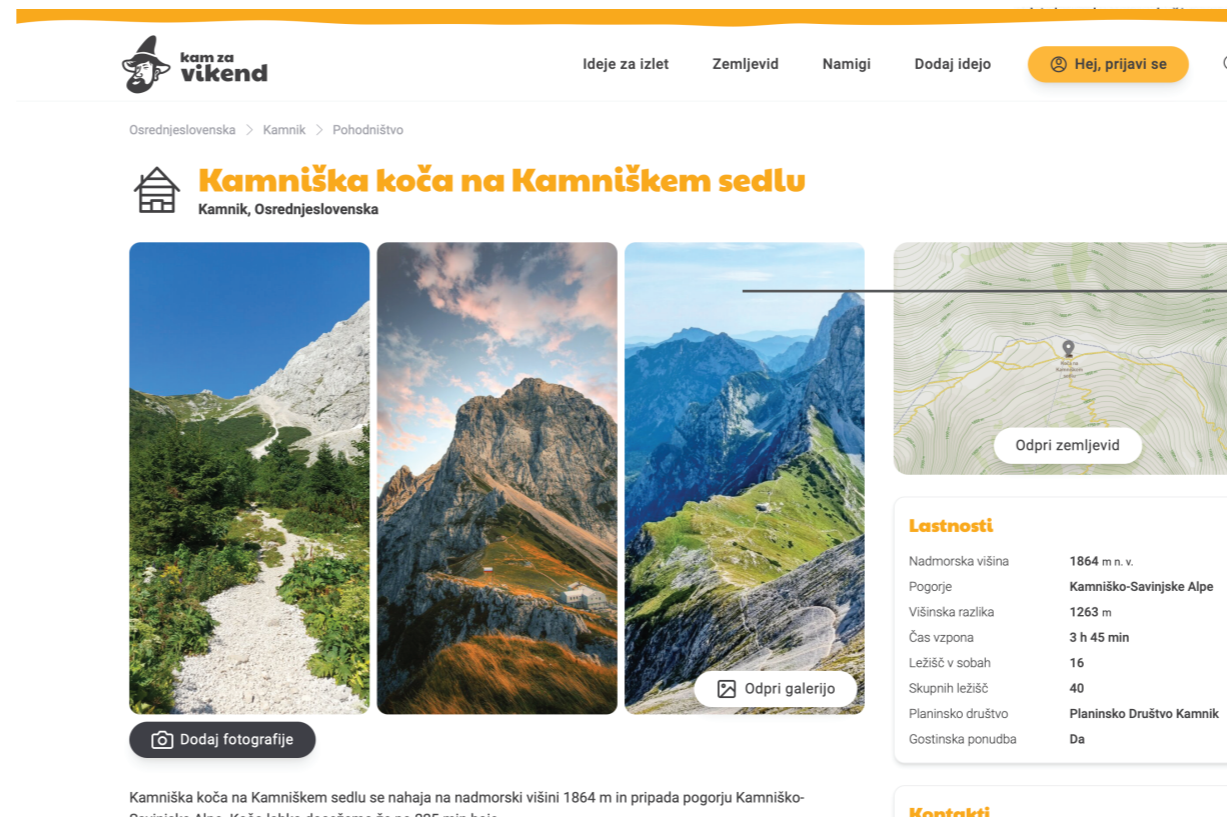 kam za
vikend
Ideje za izlet
Zemljevid
Namigi
Dodaj idejo
Hej, prijavi se
Osrednjeslovenska
Kamnik
Pohodništvo
Kamniška koča na Kamniškem sedlu
Kamnik, Osrednjeslovenska
Odpri zemljevid
Odpri galerijo
Dodaj fotografije
Lastnosti
Nadmorska višina 1864 m n. v.
Pogorje Kamniško-Savinjske Alpe
Višinska razlika 1263 m
Čas vzpona 3 h 45 min
Ležišč v sobah 16
Skupnih ležišč 40
Planinsko društvo Planinsko Društvo Kamnik
Gostinska ponudba Da
Kamniška koča na Kamniškem sedlu se nahaja na nadmorski višini 1864 m in pripada pogorju Kamniško-
Kontakti